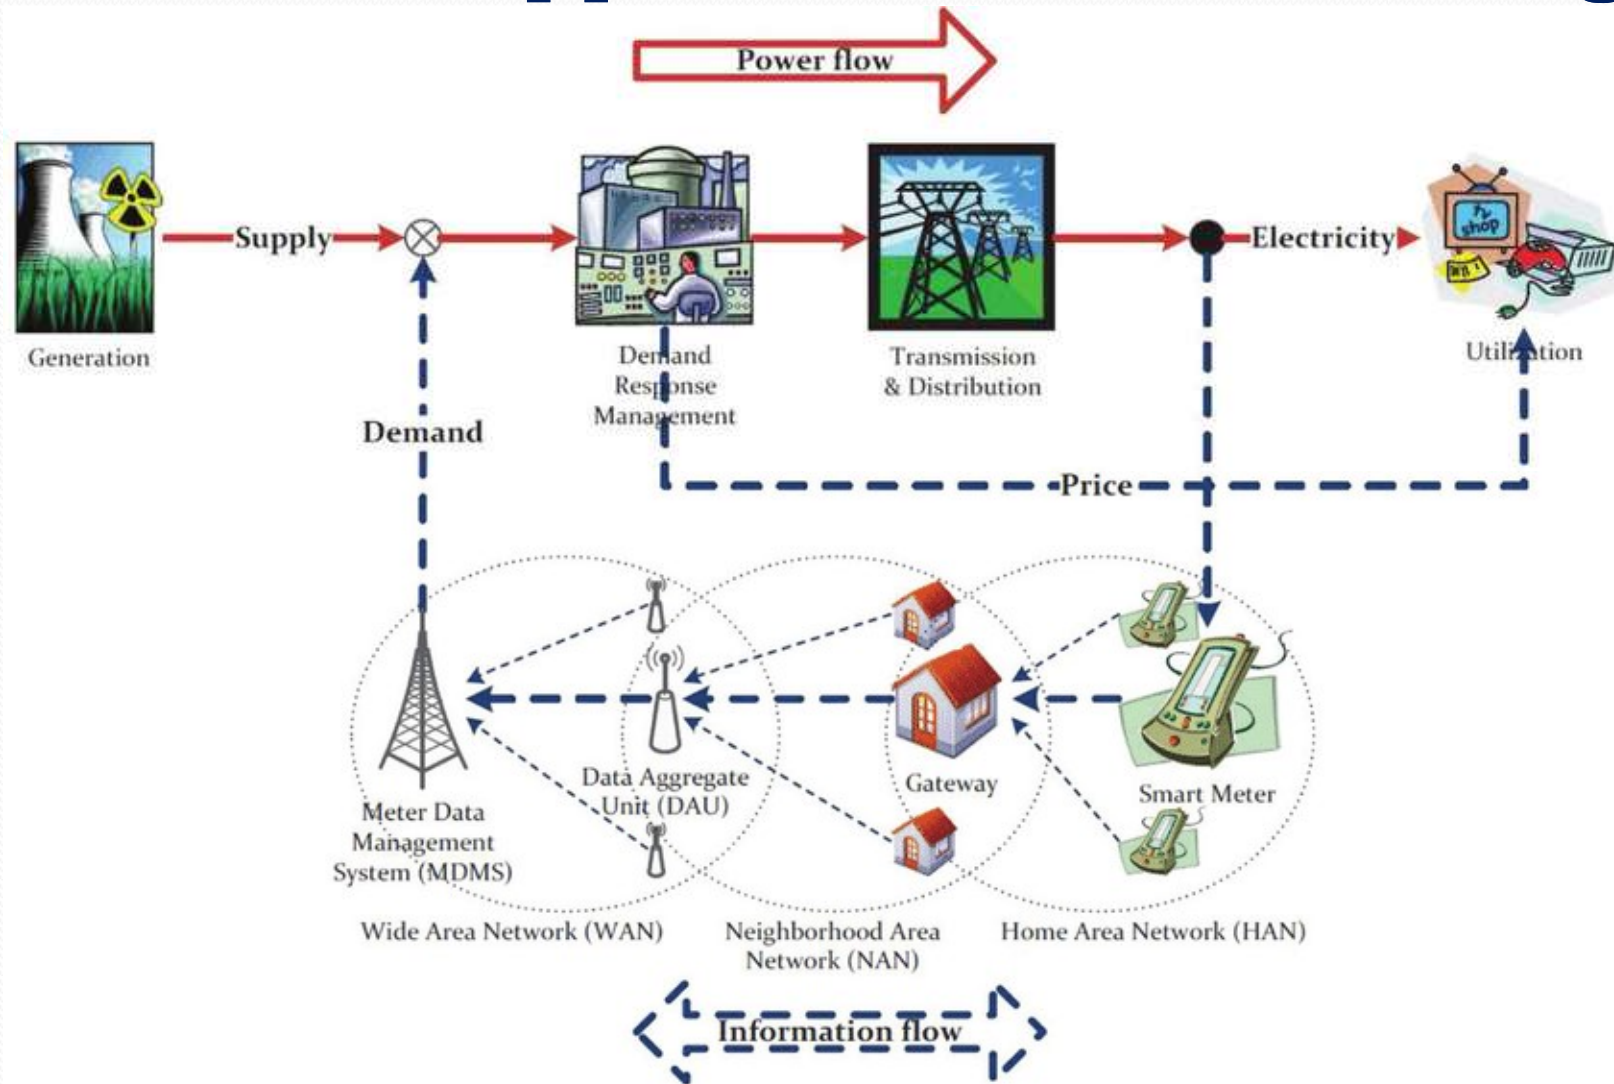 Power flow
Supply
Electricity
Generation
Demand
Response
Management
Transmission
& Distribution
Utilization
Demand
Price
Meter Data
Management
System (MDMS)
Data Aggregate
Unit (DAU)
Gateway
Smart Meter
Wide Area Network (WAN)
Neighborhood Area
Network (NAN)
Home Area Network (HAN)
Information flow